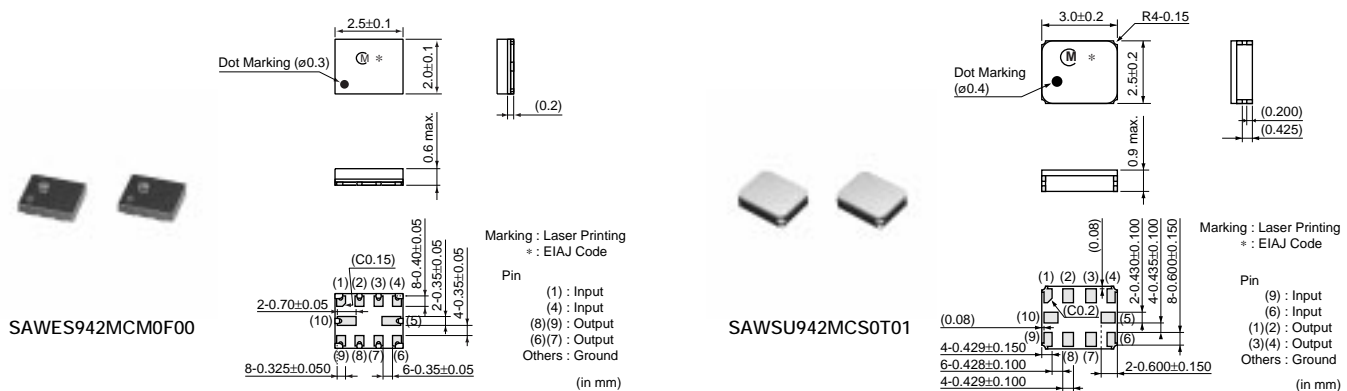 2.5±0.1
Dot Marking (ø0.3)
M *
2.0±0.1
(0.2)
0.6 max.
Marking : Laser Printing
* : EIAJ Code
(C0.15)
(1) (2) (3) (4)
8-0.40±0.05
2-0.35±0.05
4-0.35±0.05
2-0.70±0.05
(10)
(5)
(9) (8) (7) (6)
8-0.325±0.050
6-0.35±0.05
Pin
(1) : Input
(4) : Input
(8)(9) : Output
(6)(7) : Output
Others : Ground
(in mm)
SAWES942MCM0F00
3.0±0.2
R4-0.15
Dot Marking
(ø0.4)
M *
2.5±0.2
(0.200)
(0.425)
0.9 max.
Marking : Laser Printing
* : EIAJ Code
(0.08)
2-0.430±0.100
4-0.435±0.100
8-0.600±0.150
(1) (2) (3) (4)
(C0.2)
(10)
(5)
(0.08)
(9)
(8) (7)
(6)
4-0.429±0.150
6-0.428±0.100
4-0.429±0.100
2-0.600±0.150
Pin
(9) : Input
(6) : Input
(1)(2) : Output
(3)(4) : Output
Others : Ground
(in mm)
SAWSU942MCS0T01